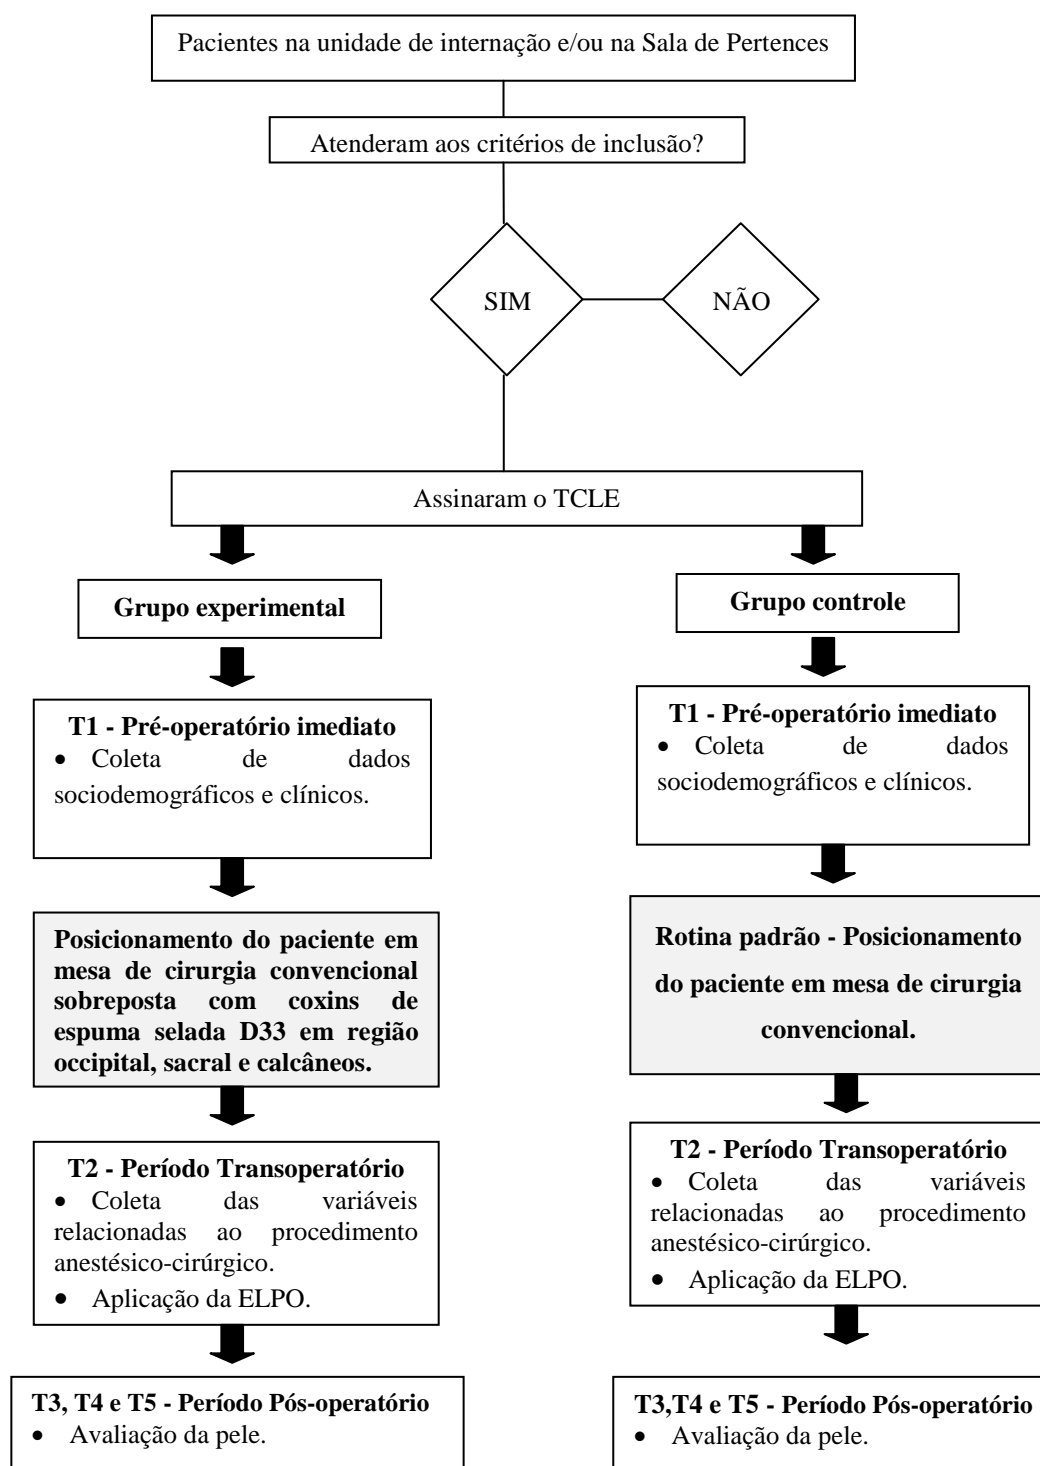 Pacientes na unidade de internação e/ou na Sala de Pertences
Atenderam aos critérios de inclusão?
SIM
NÃO
Assinaram o TCLE
Grupo experimental
Grupo controle
T1 - Pré-operatório imediato
• Coleta de dados
sociodemográficos e clínicos.
T1 - Pré-operatório imediato
• Coleta de dados
sociodemográficos e clínicos.
Posicionamento do paciente em
mesa de cirurgia convencional
sobreposta com coxins de
espuma selada D33 em região
occipital, sacral e calcâneos.
Rotina padrão - Posicionamento
do paciente em mesa de cirurgia
convencional.
T2 - Período Transoperatório
• Coleta das variáveis
relacionadas ao procedimento
anestésico-cirúrgico.
• Aplicação da ELPO.
T2 - Período Transoperatório
• Coleta das variáveis
relacionadas ao procedimento
anestésico-cirúrgico.
• Aplicação da ELPO.
T3, T4 e T5 - Período Pós-operatório
• Avaliação da pele.
T3,T4 e T5 - Período Pós-operatório
• Avaliação da pele.